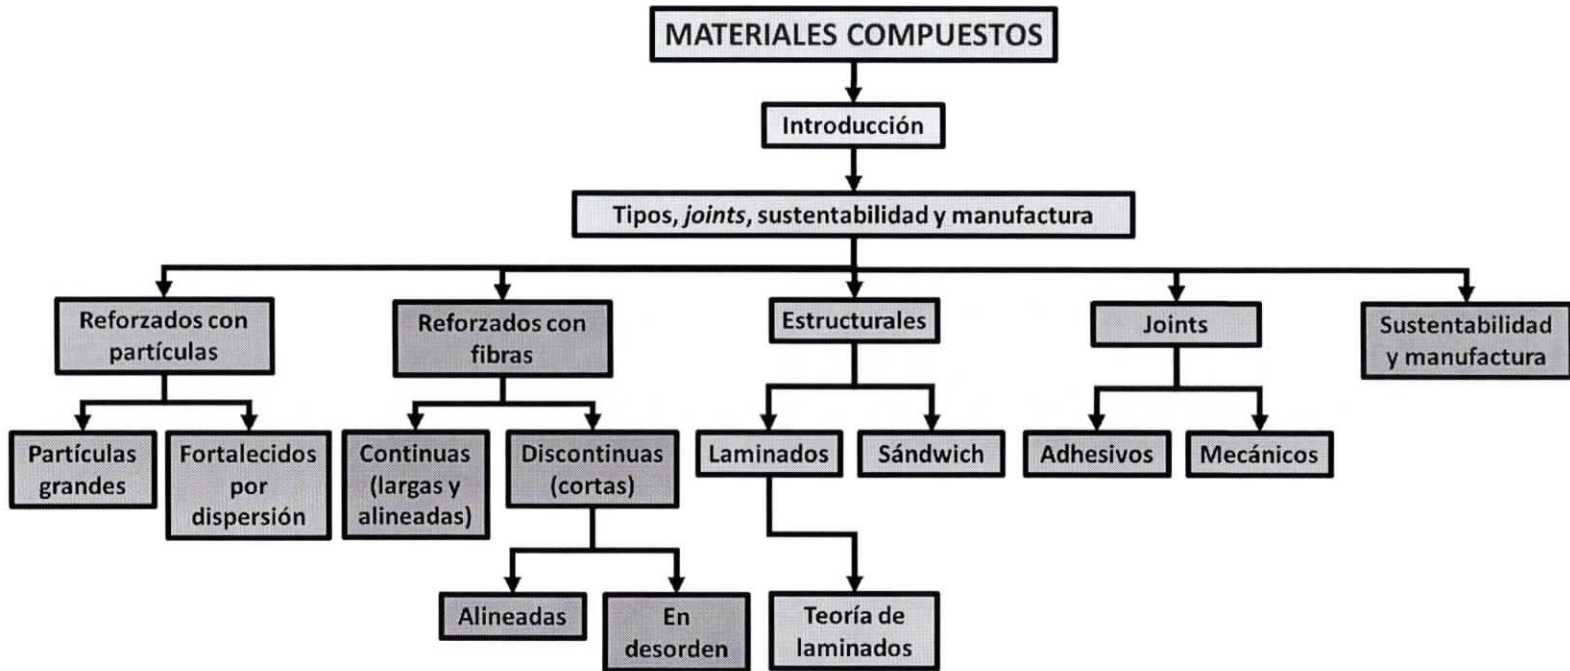 MATERIALES COMPUESTOS
Introducción
Tipos, joints, sustentabilidad y manufactura
Reforzados con
partículas
Reforzados con
fibras
Estructurales
Joints
Sustentabilidad
y manufactura
Partículas
grandes
Fortalecidos
por
dispersión
Continuas
(largas y
alineadas)
Discontinuas
(cortas)
Laminados
Sándwich
Adhesivos
Mecánicos
Alineadas
En
desorden
Teoría de
laminados